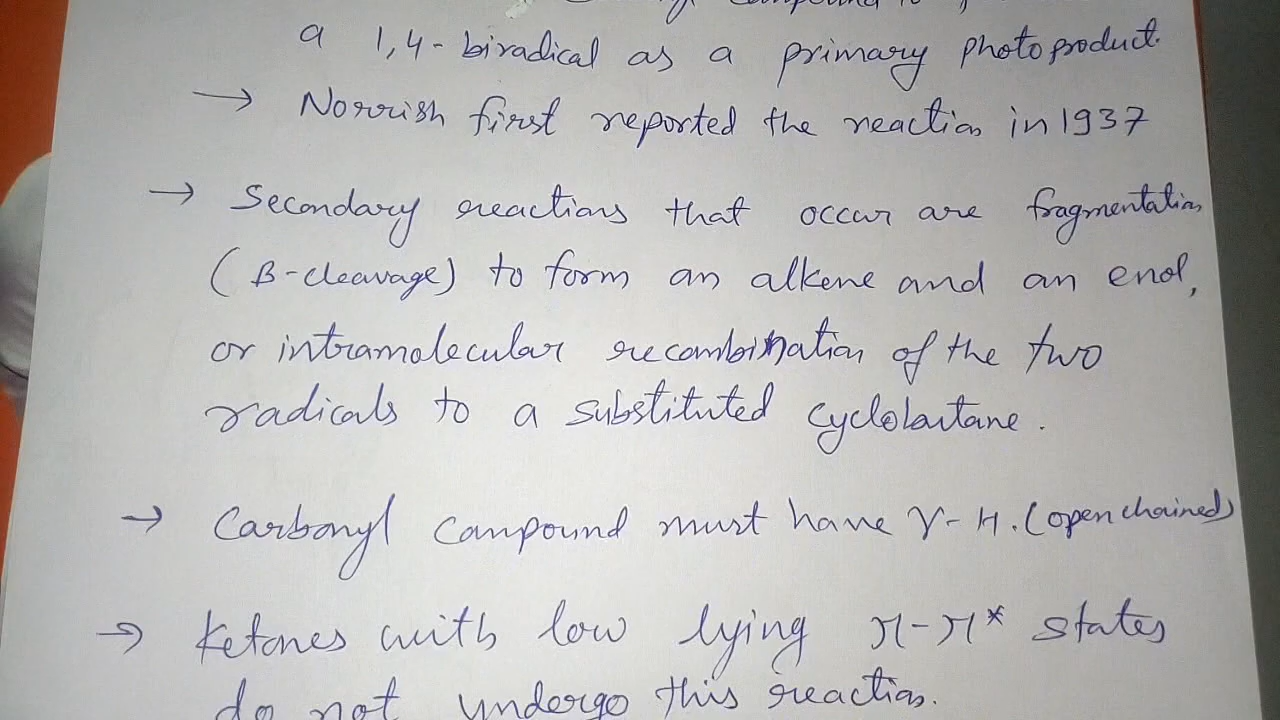 a 1,4-biradical as a primary photoproduct.
→ Norrish first reported the reaction in 1937
→ Secondary reactions that occur are fragmentation
(β-cleavage) to form an alkene and an enol,
or intramolecular recombination of the two
radicals to a substituted cyclobutane.
→ Carbonyl compound must have γ-H. (open chained)
→ Ketones with low lying π-π* states
do not undergo this reaction.